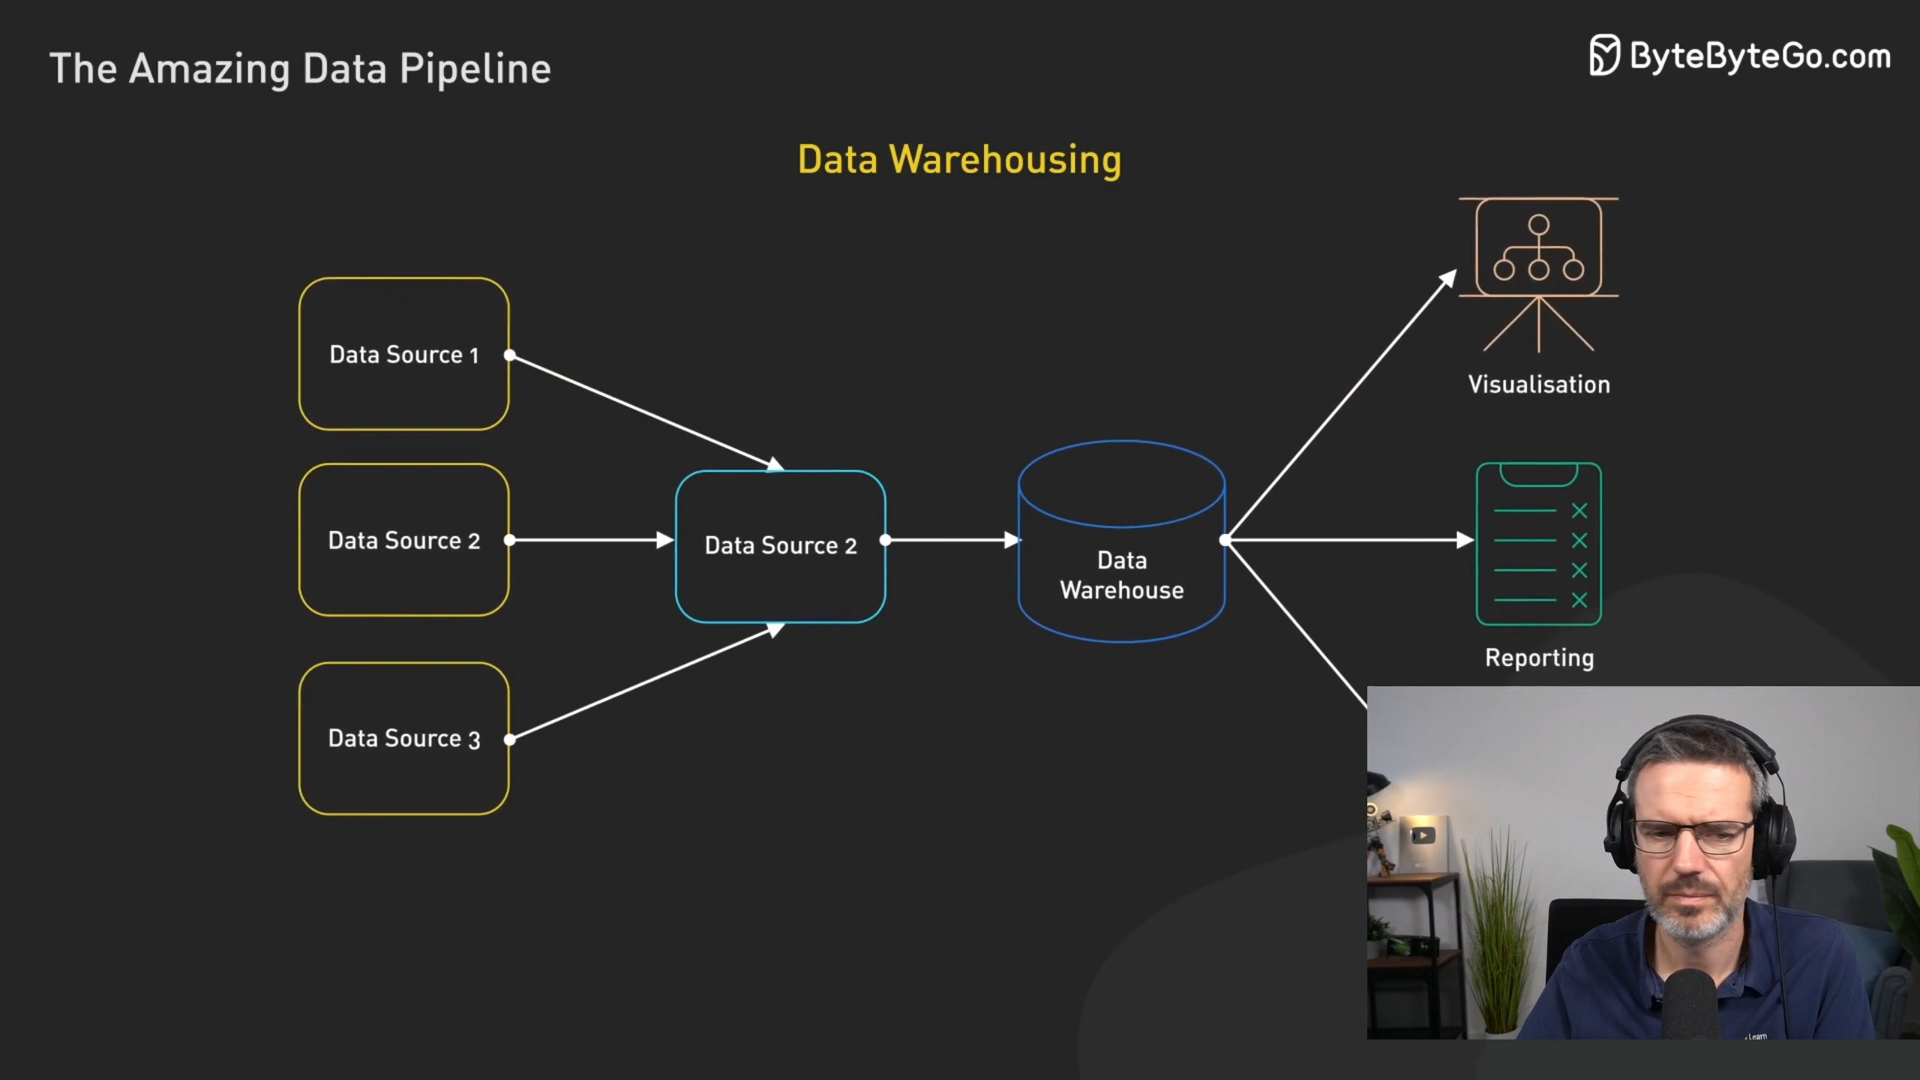 The Amazing Data Pipeline
ByteByteGo.com
Data Warehousing
Data Source 1
Data Source 2
Data Source 3
Data Source 2
Data
Warehouse
Visualisation
Reporting
Learn